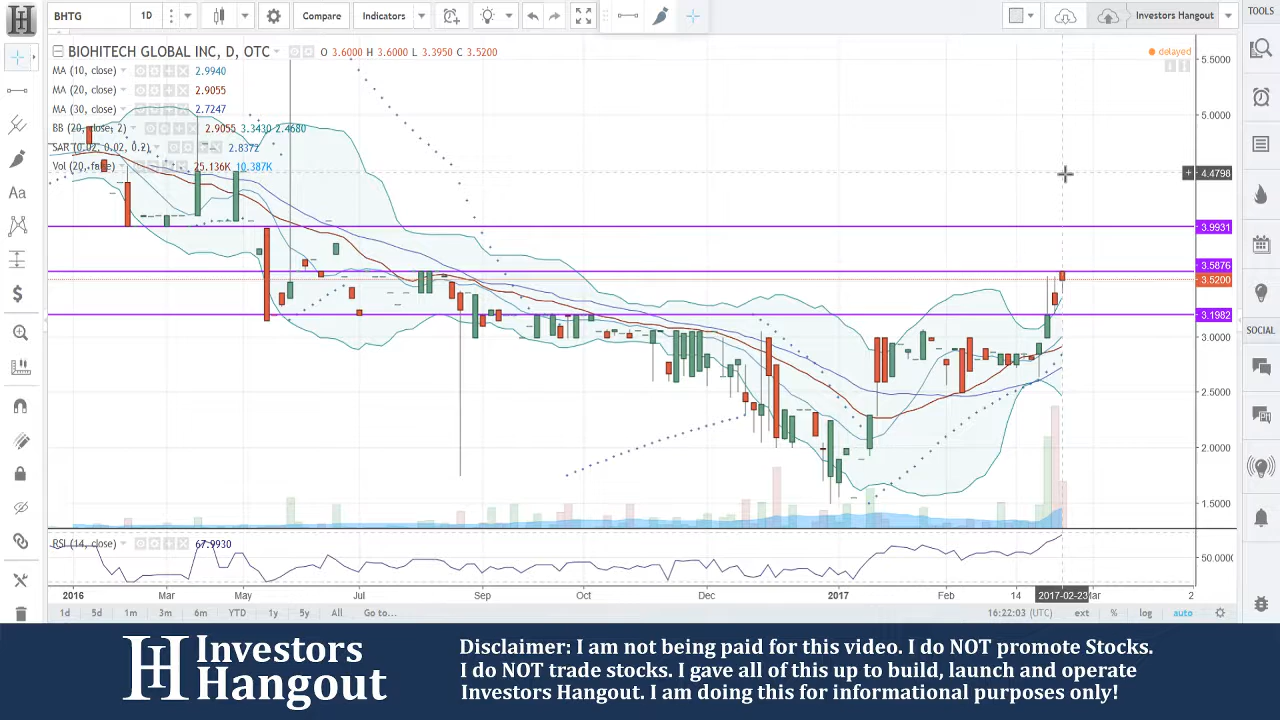 BHTG
1D
Compare
Indicators
Investors Hangout
TOOLS
BIOHITECH GLOBAL INC, D, OTC
O 3.6000 H 3.6000 L 3.3950 C 3.5200
delayed
MA (10, close) 2.9940
MA (20, close) 2.9055
MA (30, close) 2.7247
BB (20, close, 2) 2.9055 3.3430 2.4680
SAR (0.02, 0.02, 0.2) 2.8372
Vol (20, false) 25.136K 10.387K
5.5000
5.0000
4.4798
3.9931
3.5876
3.5200
3.1982
3.0000
2.5000
2.0000
1.5000
Aa
SOCIAL
RSI (14, close) 67.9930
50.0000
2016 Mar May Jul Sep Oct Dec 2017 Feb 14 2017-02-23 Mar 2
1d 5d 1m 3m 6m YTD 1y 5y All Go to...
16:22:03 (UTC) ext % log auto
Investors
Hangout
Disclaimer: I am not being paid for this video. I do NOT promote Stocks.
I do NOT trade stocks. I gave all of this up to build, launch and operate
Investors Hangout. I am doing this for informational purposes only!